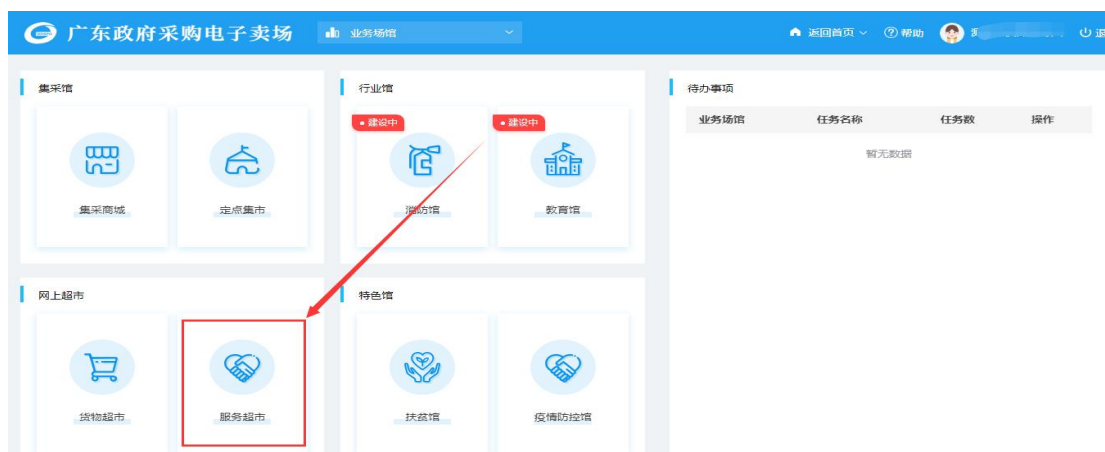 广东政府采购电子卖场 业务场馆 返回首页 帮助
集采馆
集采商城 定点集市
行业馆
建设中 建设中
消防馆 教育馆
待办事项
业务场馆 任务名称 任务数 操作
暂无数据
网上超市
货物超市 服务超市
特色馆
扶贫馆 疫情防控馆